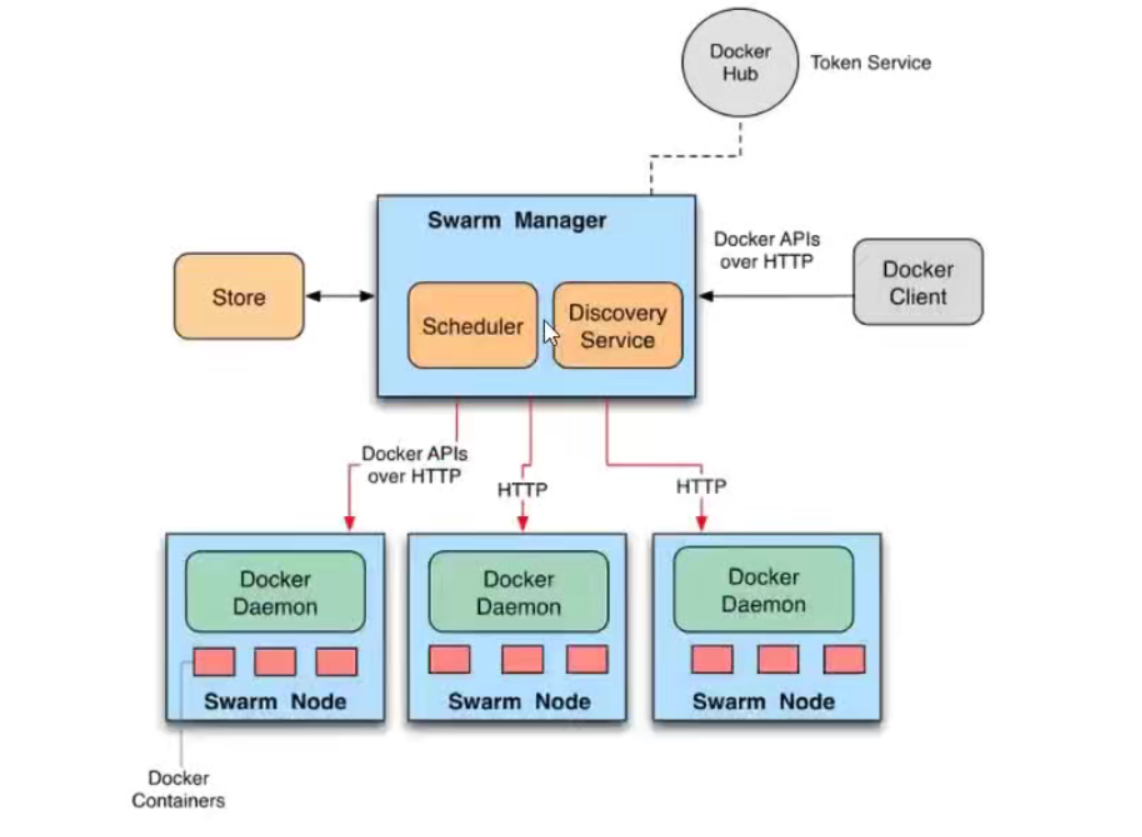 Docker
Hub
Token Service
Swarm Manager
Docker APIs
over HTTP
Docker
Client
Store
Scheduler
Discovery
Service
Docker APIs
over HTTP
HTTP
HTTP
Docker
Daemon
Docker
Daemon
Docker
Daemon
Swarm Node
Swarm Node
Swarm Node
Docker
Containers